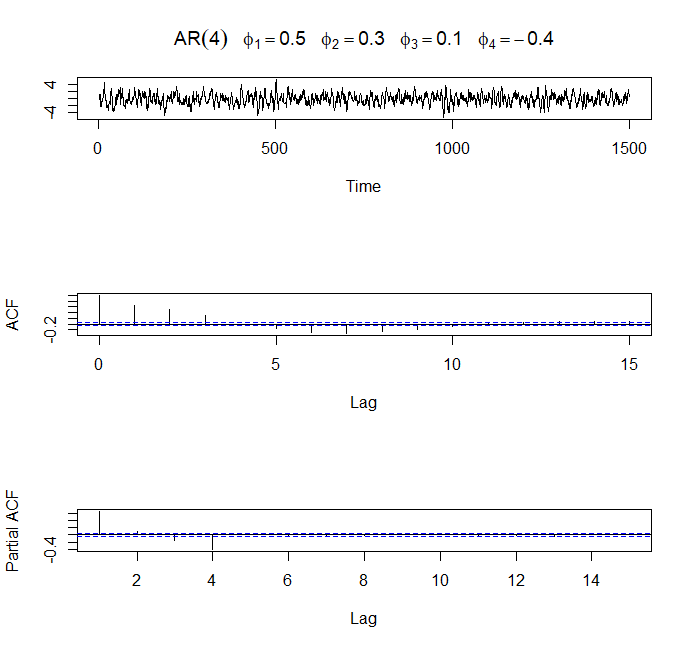 AR(4) ϕ₁ = 0.5 ϕ₂ = 0.3 ϕ₃ = 0.1 ϕ₄ = −0.4
4
-4
0 500 1000 1500
Time
ACF
-0.2
0 5 10 15
Lag
Partial ACF
-0.4
2 4 6 8 10 12 14
Lag